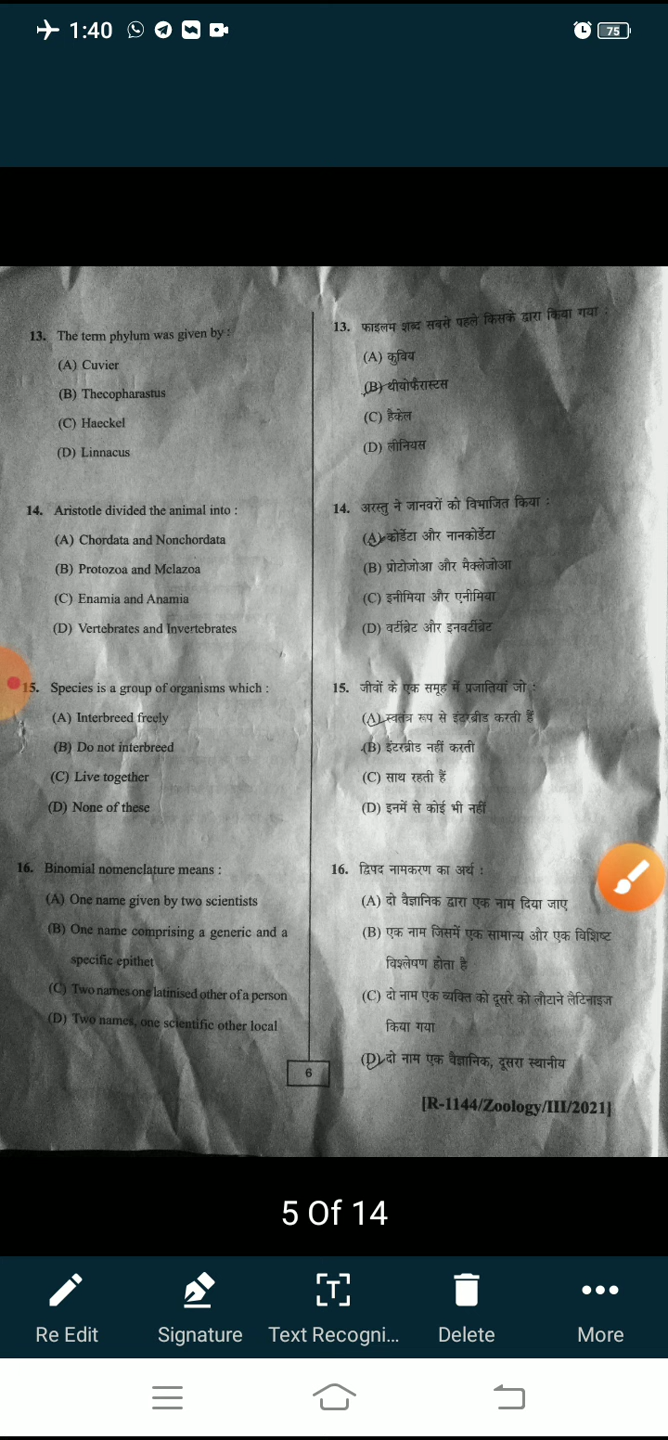 1:40
75
13. The term phylum was given by :
(A) Cuvier
(B) Thecopharastus
(C) Haeckel
(D) Linnacus
14. Aristotle divided the animal into :
(A) Chordata and Nonchordata
(B) Protozoa and Mclazoa
(C) Enamia and Anamia
(D) Vertebrates and Invertebrates
15. Species is a group of organisms which :
(A) Interbreed freely
(B) Do not interbreed
(C) Live together
(D) None of these
16. Binomial nomenclature means :
(A) One name given by two scientists
(B) One name comprising a generic and a
specific epithet
(C) Two names one latinised other of a person
(D) Two names, one scientific other local
13. फाइलम शब्द सबसे पहले किसके द्वारा किया गया :
(A) कुविय
(B) थीयोफैरास्टस
(C) हैकेल
(D) लीनियस
14. अरस्तु ने जानवरों को विभाजित किया :
(A) कोर्डेटा और नानकोर्डेटा
(B) प्रोटोजोआ और मैक्लेजोआ
(C) इनीमिया और एनीमिया
(D) वर्टीब्रेट और इनवर्टीब्रेट
15. जीवों के एक समूह में प्रजातियां जो :
(A) स्वतंत्र रूप से इंटरब्रीड करती हैं
(B) इंटरब्रीड नहीं करती
(C) साथ रहती हैं
(D) इनमें से कोई भी नहीं
16. द्विपद नामकरण का अर्थ :
(A) दो वैज्ञानिक द्वारा एक नाम दिया जाए
(B) एक नाम जिसमें एक सामान्य और एक विशिष्ट
विश्लेषण होता है
(C) दो नाम एक व्यक्ति को दूसरे को लौटाने लैटिनाइज
किया गया
(D) दो नाम एक वैज्ञानिक, दूसरा स्थानीय
6
[R-1144/Zoology/III/2021]
5 Of 14
Re Edit
Signature
Text Recogni...
Delete
More